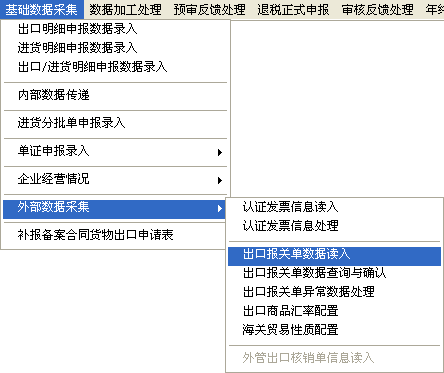 基础数据采集 数据加工处理 预审反馈处理 退税正式申报 审核反馈处理
出口明细申报数据录入
进货明细申报数据录入
出口/进货明细申报数据录入
内部数据传递
进货分批单申报录入
单证申报录入
企业经营情况
外部数据采集
补报备案合同货物出口申请表
认证发票信息读入
认证发票信息处理
出口报关单数据读入
出口报关单数据查询与确认
出口报关单异常数据处理
出口商品汇率配置
海关贸易性质配置
外管出口核销单信息读入